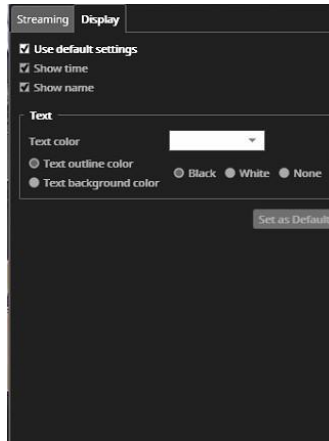 Streaming Display
Use default settings
Show time
Show name
Text
Text color
Text outline color
Text background color
Black White None
Set as Default